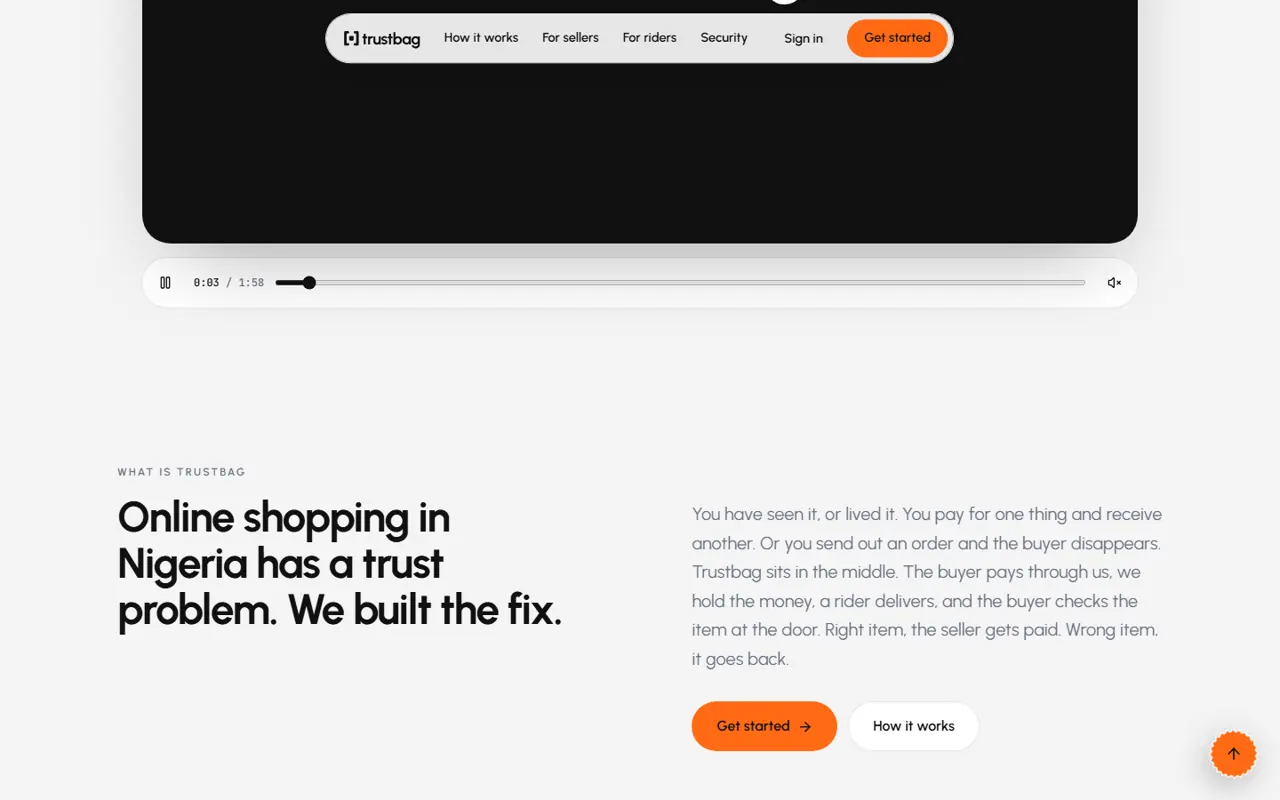 trustbag How it works For sellers For riders Security Sign in Get started
0:03 / 1:58
WHAT IS TRUSTBAG
Online shopping in
Nigeria has a trust
problem. We built the fix.
You have seen it, or lived it. You pay for one thing and receive
another. Or you send out an order and the buyer disappears.
Trustbag sits in the middle. The buyer pays through us, we
hold the money, a rider delivers, and the buyer checks the
item at the door. Right item, the seller gets paid. Wrong item,
it goes back.
Get started → How it works